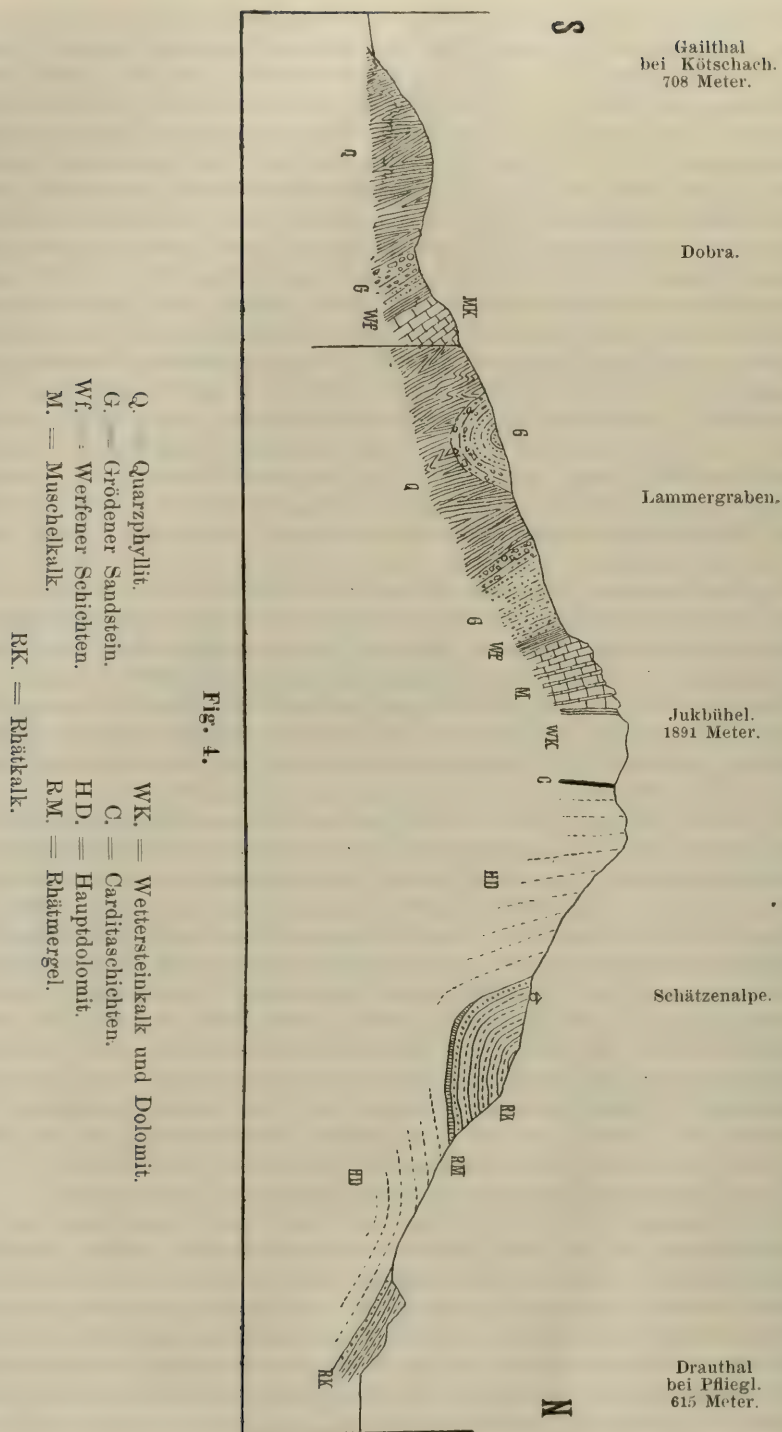 S
Gailthal
bei Kötschach.
708 Meter.
Dobra.
Lammergraben.
Jukbühel.
1891 Meter.
Schätzenalpe.
Drauthal
bei Pfliegl.
615 Meter.
N
Q
G
Wf
MK
Q
G
G
Wf
M
WK
C
HD
RK
RM
HD
RK
Fig. 4.
Q. = Quarzphyllit.
G. = Grödener Sandstein.
Wf. = Werfener Schichten.
M. = Muschelkalk.
WK. = Wettersteinkalk und Dolomit.
C. = Carditaschichten.
HD. = Hauptdolomit.
RM. = Rhätmergel.
RK. = Rhätkalk.